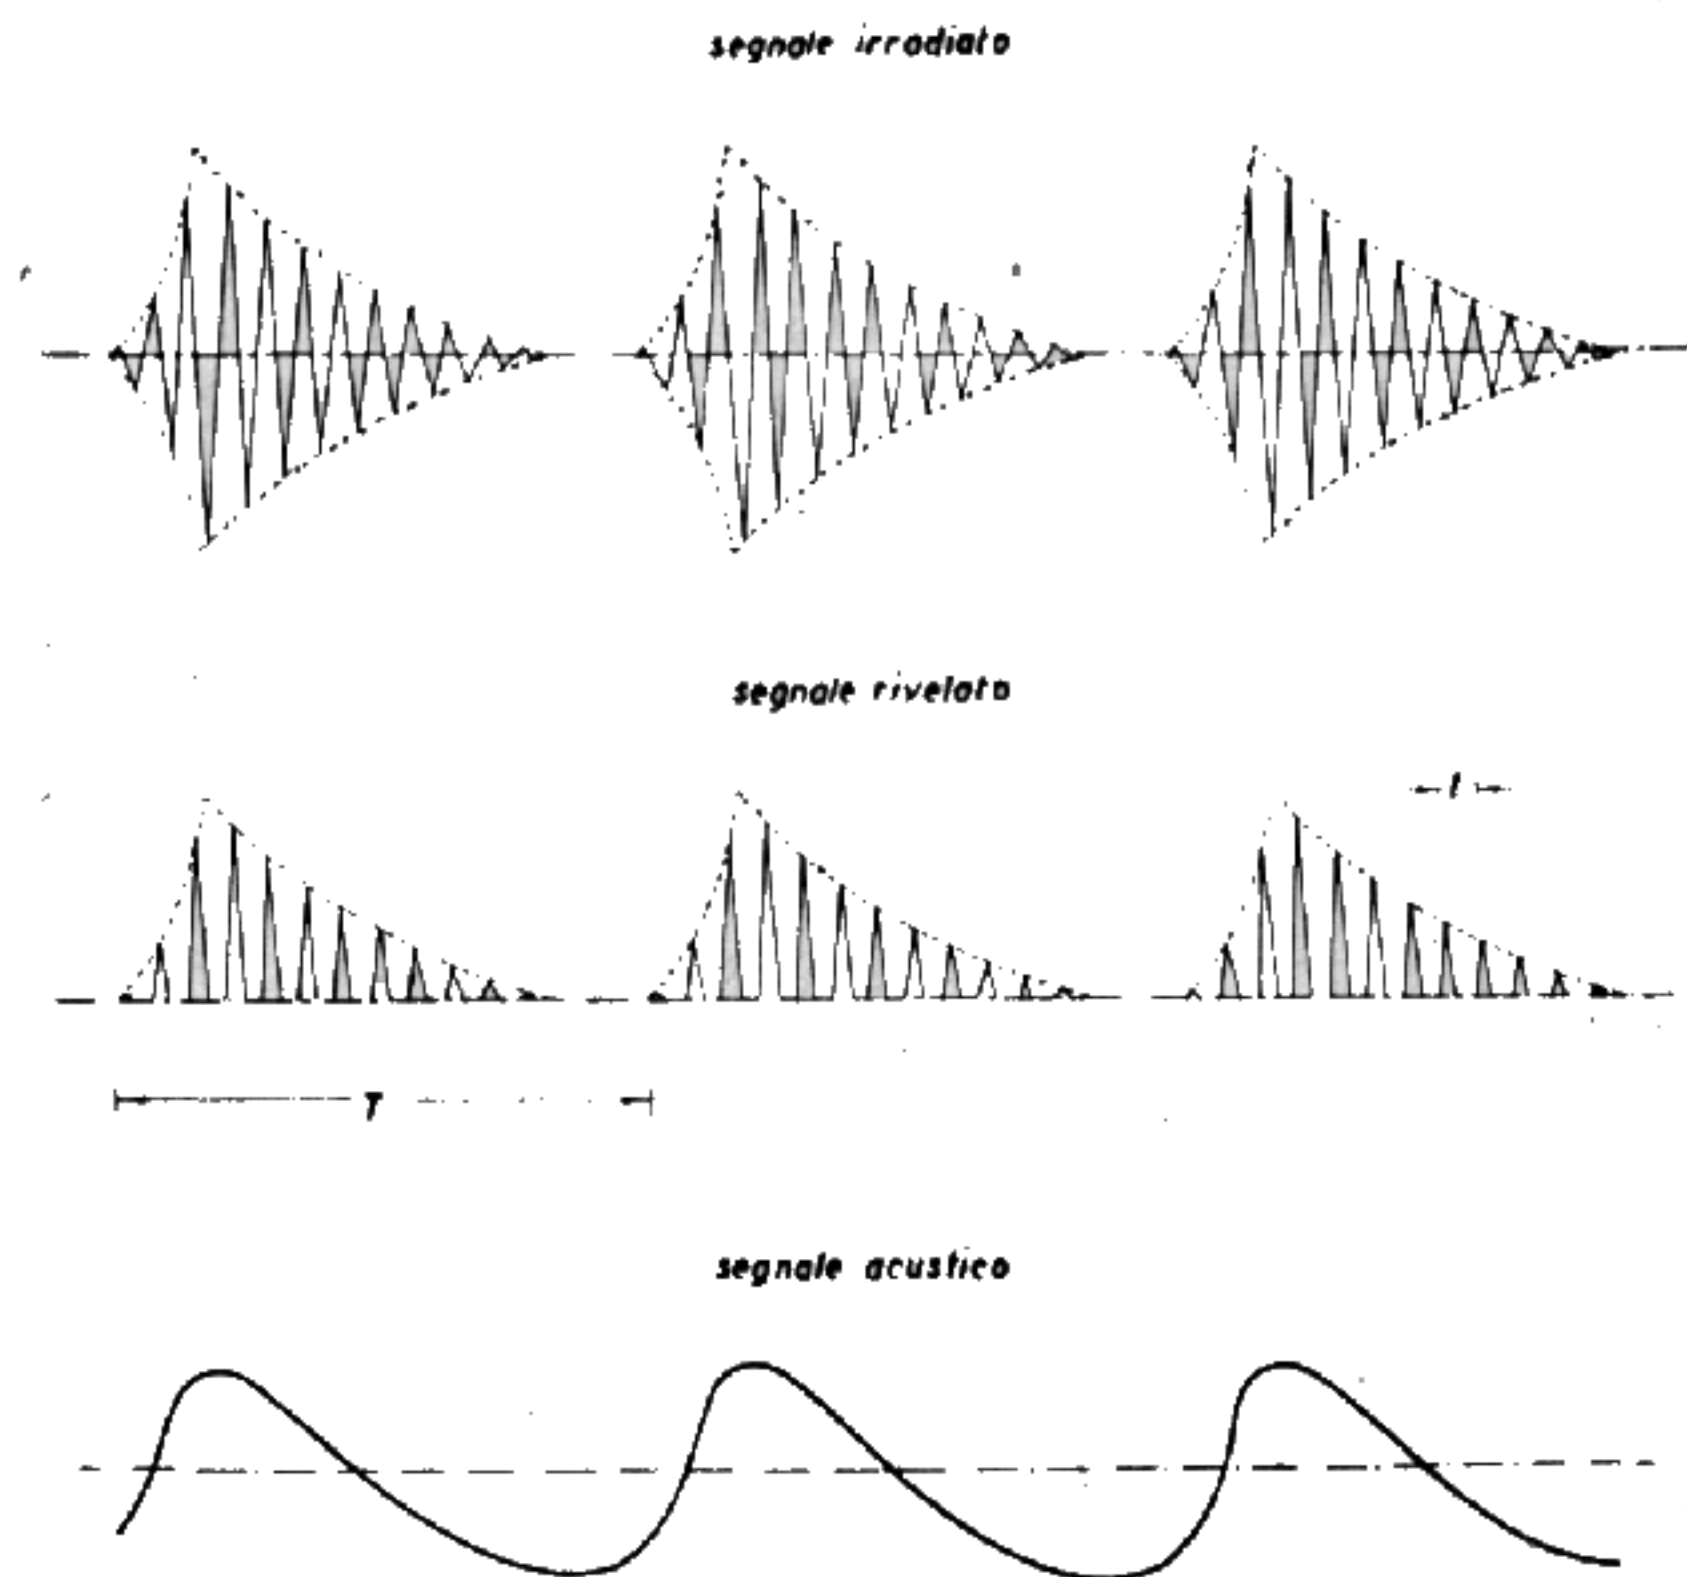 segnale irradiato
segnale rivelato
t
T
segnale acustico